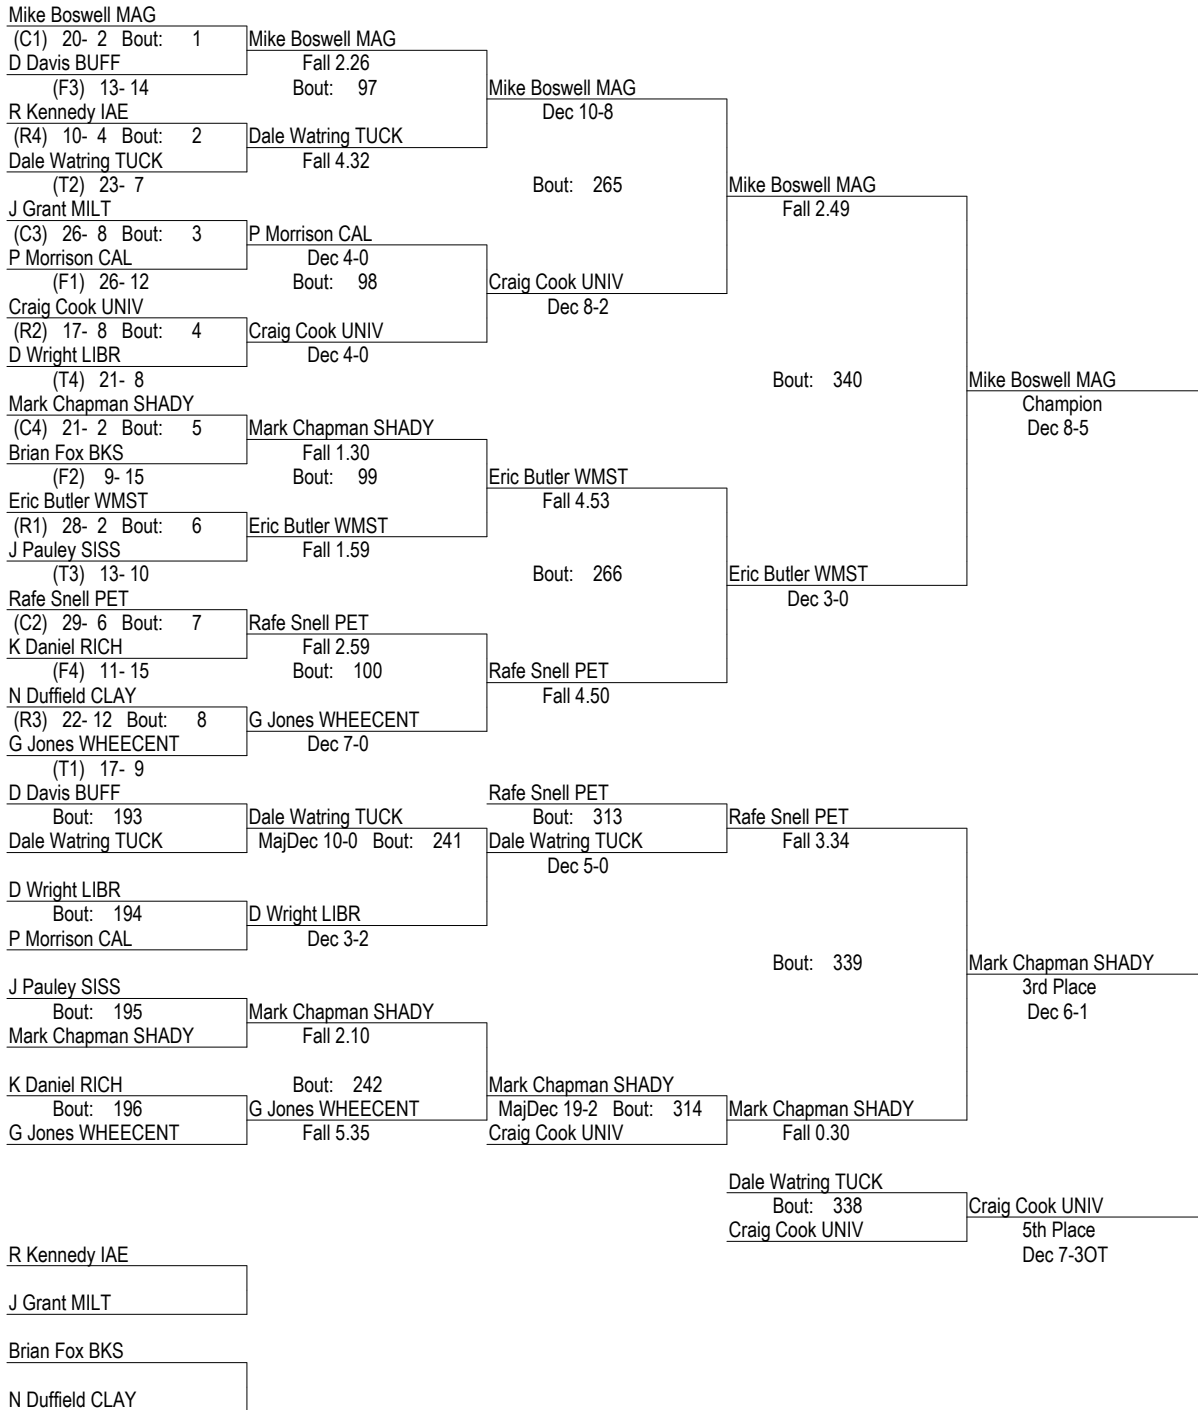 Mike Boswell MAG
(C1) 20- 2 Bout: 1 Mike Boswell MAG
D Davis BUFF Fall 2.26
(F3) 13- 14 Bout: 97 Mike Boswell MAG
R Kennedy IAE Dec 10-8
(R4) 10- 4 Bout: 2 Dale Watring TUCK
Dale Watring TUCK Fall 4.32
(T2) 23- 7 Bout: 265 Mike Boswell MAG
J Grant MILT Fall 2.49
(C3) 26- 8 Bout: 3 P Morrison CAL
P Morrison CAL Dec 4-0
(F1) 26- 12 Bout: 98 Craig Cook UNIV
Craig Cook UNIV Dec 8-2
(R2) 17- 8 Bout: 4 Craig Cook UNIV
D Wright LIBR Dec 4-0
(T4) 21- 8 Bout: 340 Mike Boswell MAG
Mark Chapman SHADY Champion
(C4) 21- 2 Bout: 5 Mark Chapman SHADY Dec 8-5
Brian Fox BKS Fall 1.30
(F2) 9- 15 Bout: 99 Eric Butler WMST
Eric Butler WMST Fall 4.53
(R1) 28- 2 Bout: 6 Eric Butler WMST
J Pauley SISS Fall 1.59
(T3) 13- 10 Bout: 266 Eric Butler WMST
Rafe Snell PET Dec 3-0
(C2) 29- 6 Bout: 7 Rafe Snell PET
K Daniel RICH Fall 2.59
(F4) 11- 15 Bout: 100 Rafe Snell PET
N Duffield CLAY Fall 4.50
(R3) 22- 12 Bout: 8 G Jones WHEECENT
G Jones WHEECENT Dec 7-0
(T1) 17- 9
D Davis BUFF Rafe Snell PET
Bout: 193 Dale Watring TUCK Bout: 313 Rafe Snell PET
Dale Watring TUCK MajDec 10-0 Bout: 241 Dale Watring TUCK Fall 3.34
Dec 5-0
D Wright LIBR
Bout: 194 D Wright LIBR
P Morrison CAL Dec 3-2
Bout: 339 Mark Chapman SHADY
J Pauley SISS 3rd Place
Bout: 195 Mark Chapman SHADY Dec 6-1
Mark Chapman SHADY Fall 2.10
K Daniel RICH Bout: 242 Mark Chapman SHADY
Bout: 196 G Jones WHEECENT MajDec 19-2 Bout: 314 Mark Chapman SHADY
G Jones WHEECENT Fall 5.35 Craig Cook UNIV Fall 0.30
Dale Watring TUCK
Bout: 338 Craig Cook UNIV
Craig Cook UNIV 5th Place
R Kennedy IAE Dec 7-3OT
J Grant MILT
Brian Fox BKS
N Duffield CLAY